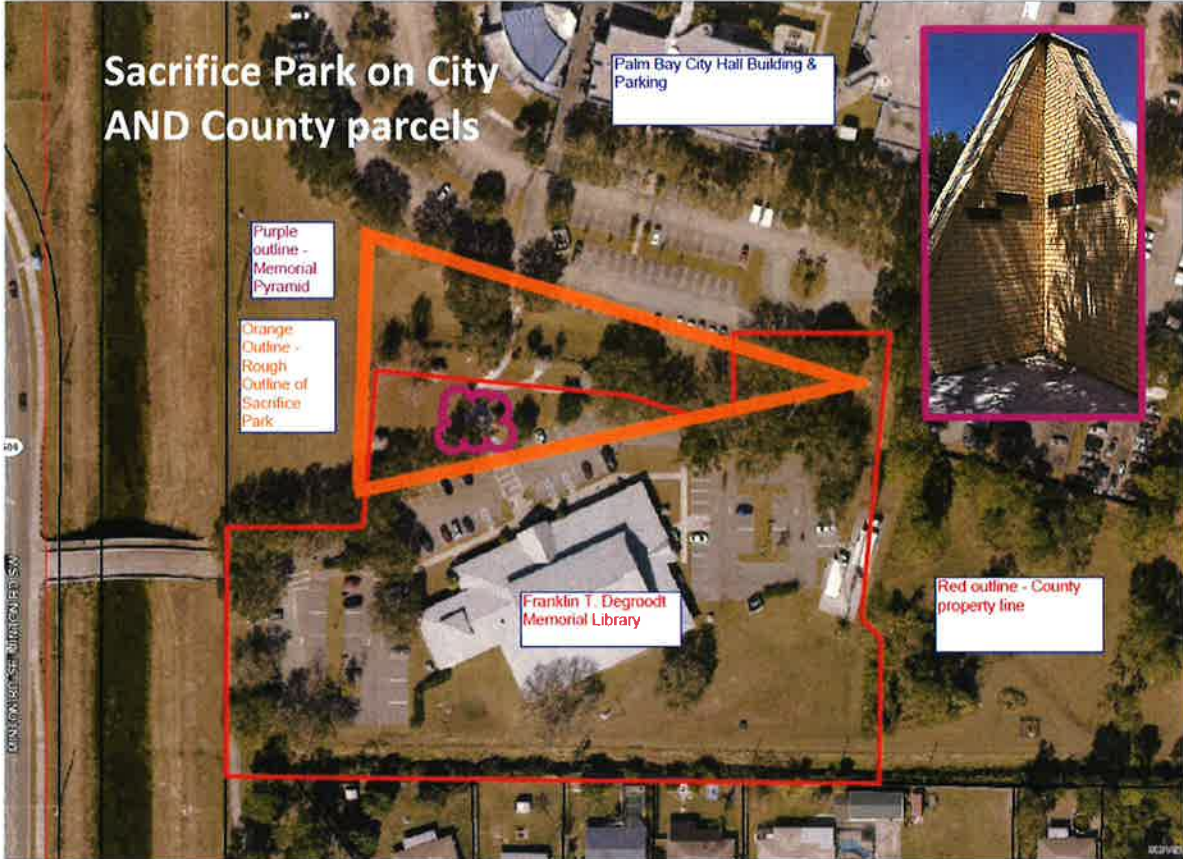 Sacrifice Park on City
AND County parcels
Palm Bay City Hall Building &
Parking
Purple
outline -
Memorial
Pyramid
Orange
Outline -
Rough
Outline of
Sacrifice
Park
Franklin T. Degroodt
Memorial Library
Red outline - County
property line